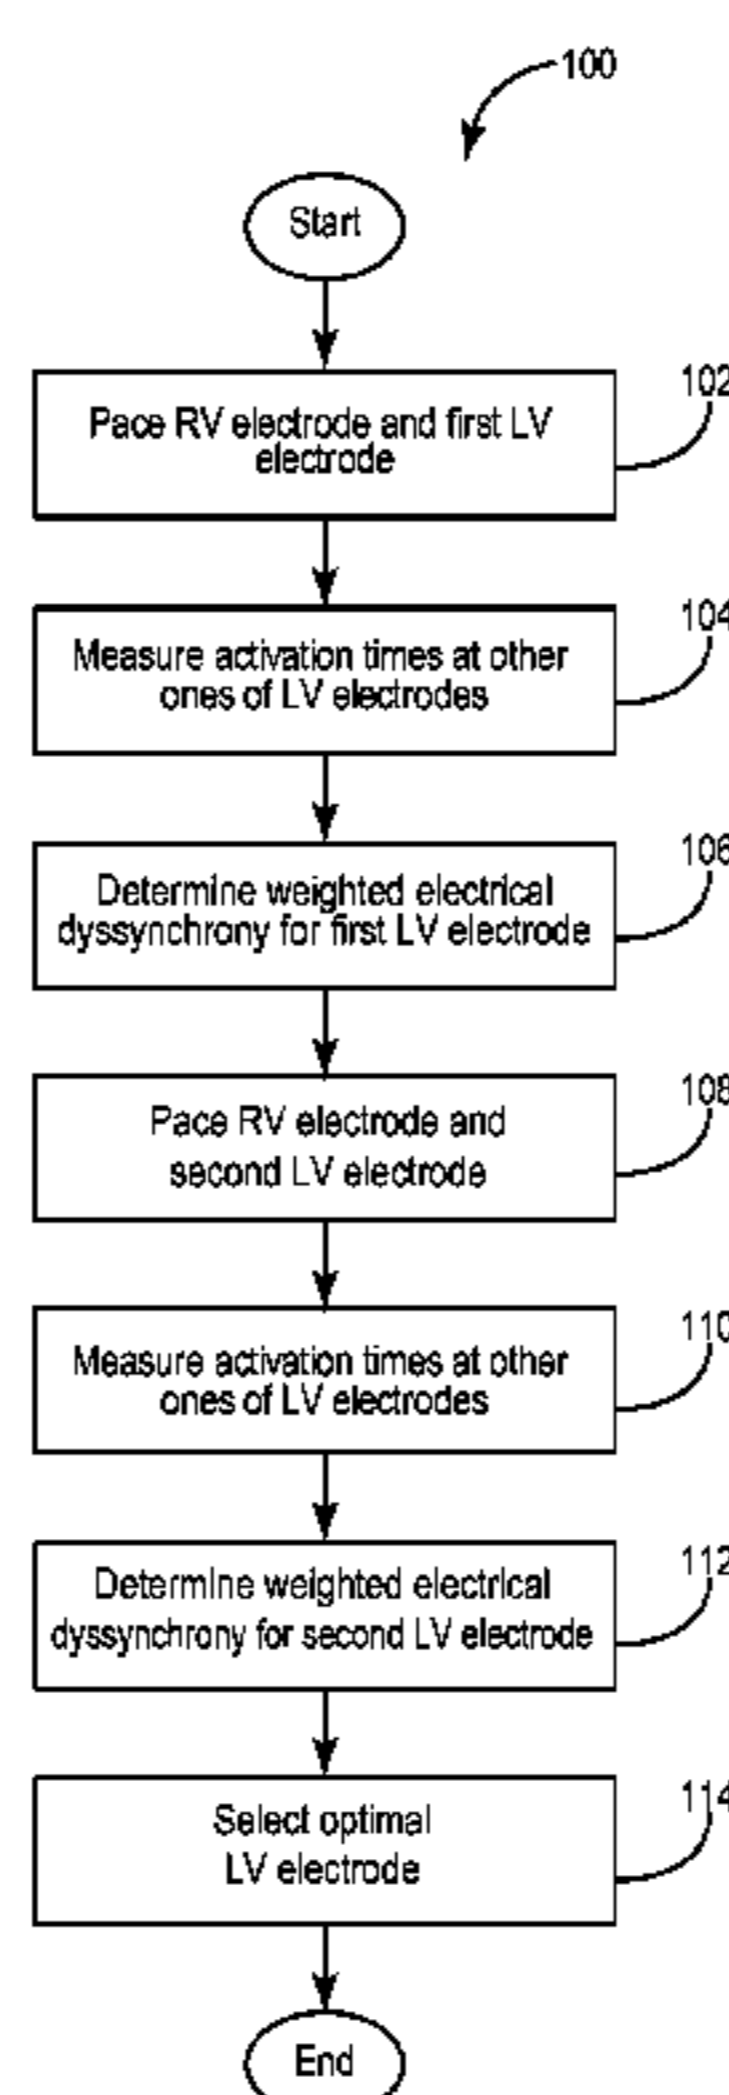 100
Start
102
Pace RV electrode and first LV
electrode
104
Measure activation times at other
ones of LV electrodes
106
Determine weighted electrical
dyssynchrony for first LV electrode
108
Pace RV electrode and
second LV electrode
110
Measure activation times at other
ones of LV electrodes
112
Determine weighted electrical
dyssynchrony for second LV electrode
114
Select optimal
LV electrode
End